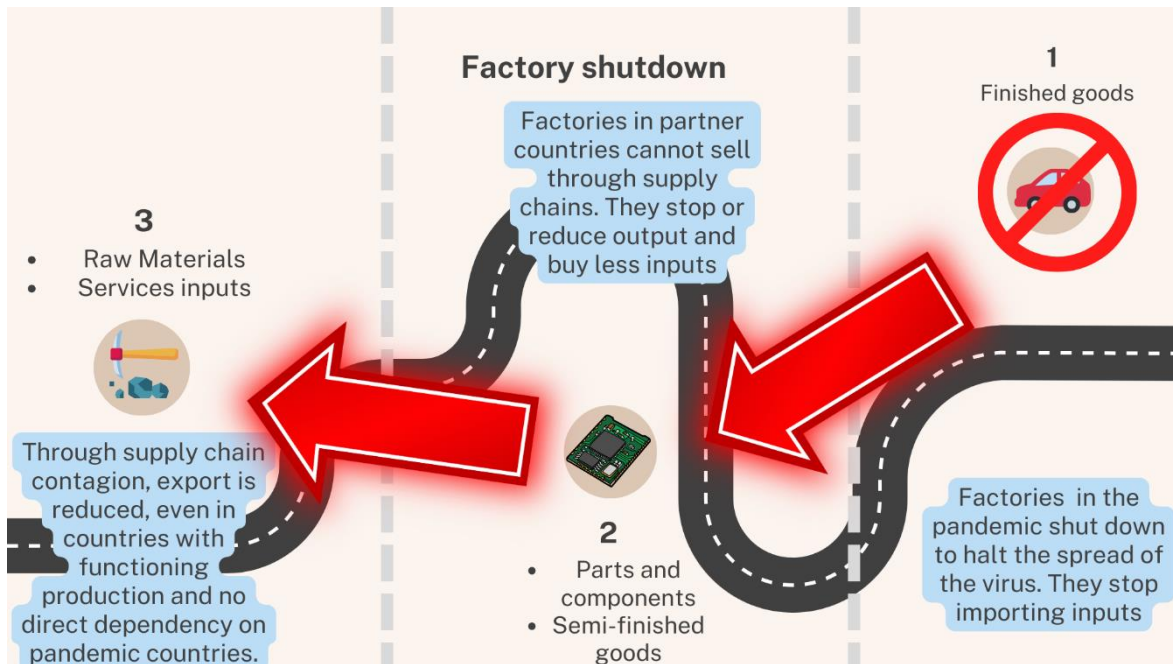 Factory shutdown
1
Finished goods
Factories in partner
countries cannot sell
through supply
chains. They stop or
reduce output and
buy less inputs
3
• Raw Materials
• Services inputs
Through supply chain
contagion, export is
reduced, even in
countries with
functioning
production and no
direct dependency on
pandemic countries.
2
• Parts and
components
• Semi-finished
goods
Factories in the
pandemic shut down
to halt the spread of
the virus. They stop
importing inputs